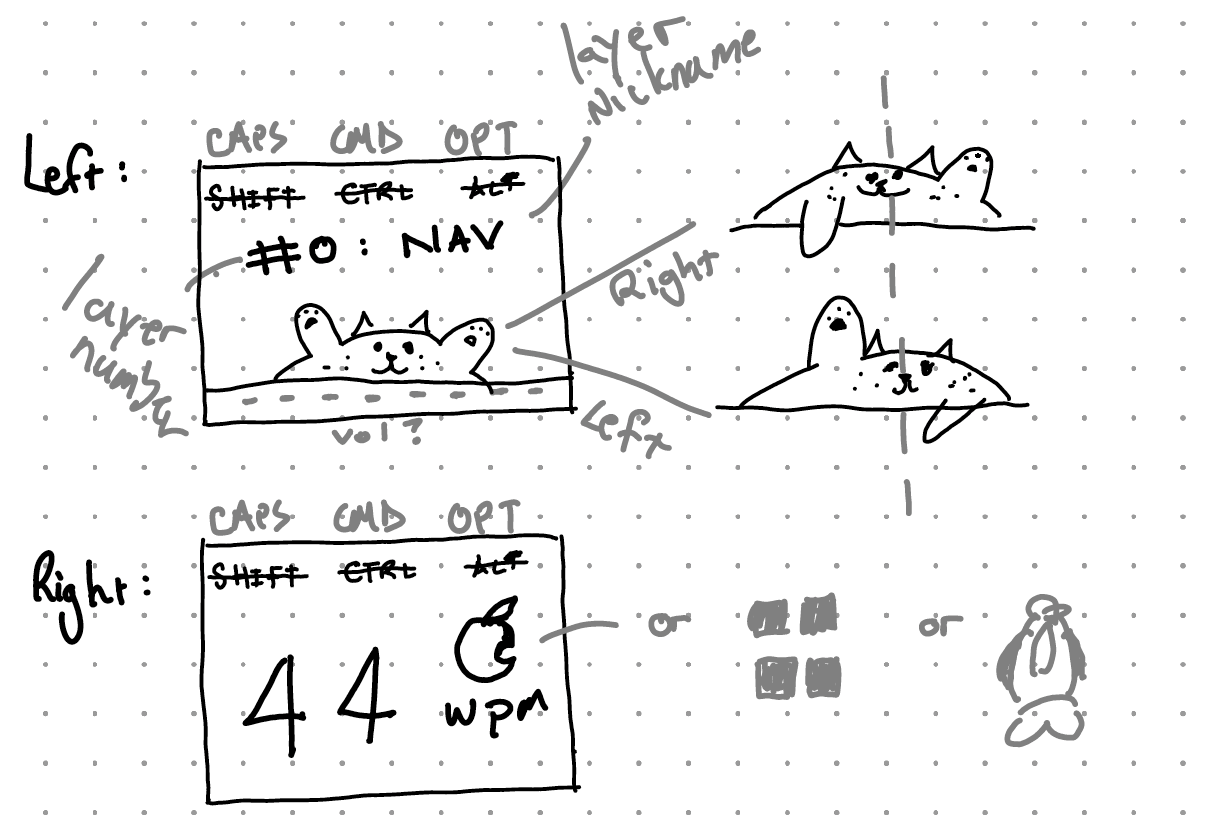 layer
Nickname
CAPS CMD OPT
Left:
SHIFT CTRL ALT
#0: NAV
layer
number
Right
Left
vol?
CAPS CMD OPT
Right:
SHIFT CTRL ALT
or or
44
wpm